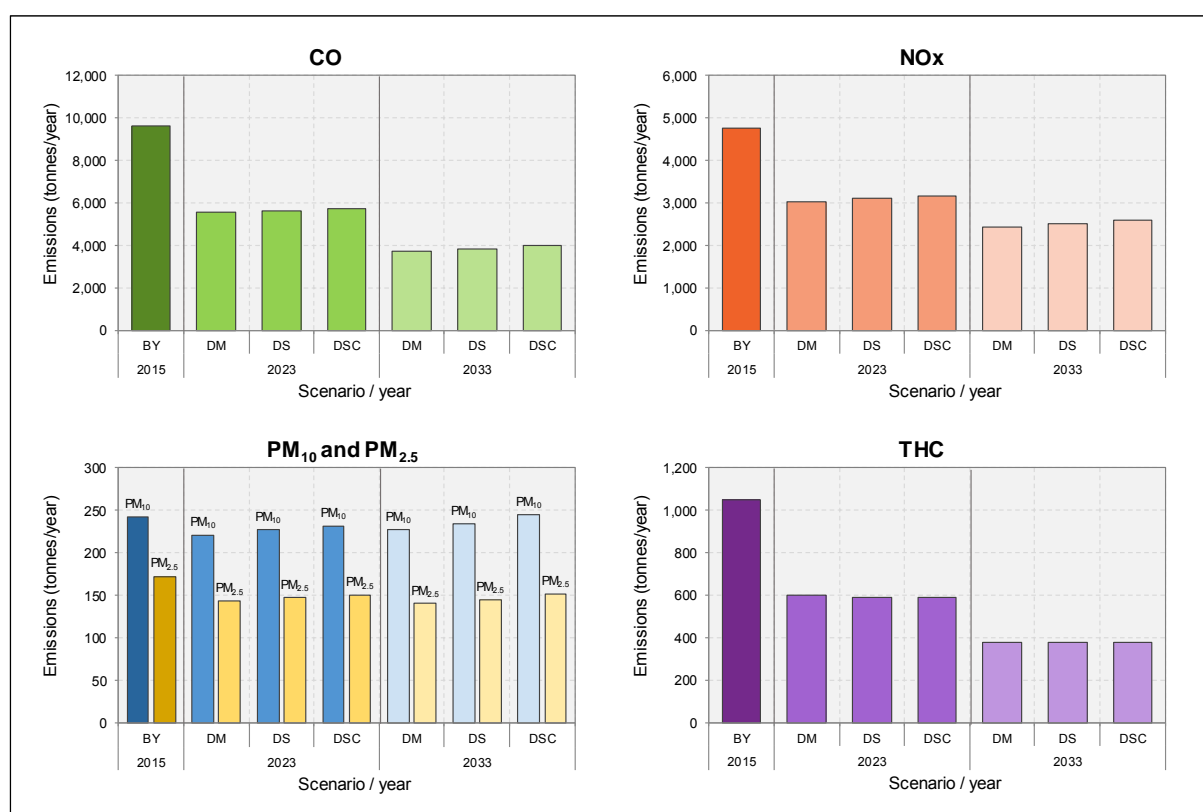 CO
12,000
10,000
8,000
6,000
4,000
2,000
0
Emissions (tonnes/year)
BY DM DS DSC DM DS DSC
2015 2023 2033
Scenario / year
NOx
6,000
5,000
4,000
3,000
2,000
1,000
0
Emissions (tonnes/year)
BY DM DS DSC DM DS DSC
2015 2023 2033
Scenario / year
PM10 and PM2.5
300
250
200
150
100
50
0
Emissions (tonnes/year)
PM10 PM10 PM10 PM10 PM10 PM10 PM10
PM2.5 PM2.5 PM2.5 PM2.5 PM2.5 PM2.5 PM2.5
BY DM DS DSC DM DS DSC
2015 2023 2033
Scenario / year
THC
1,200
1,000
800
600
400
200
0
Emissions (tonnes/year)
BY DM DS DSC DM DS DSC
2015 2023 2033
Scenario / year